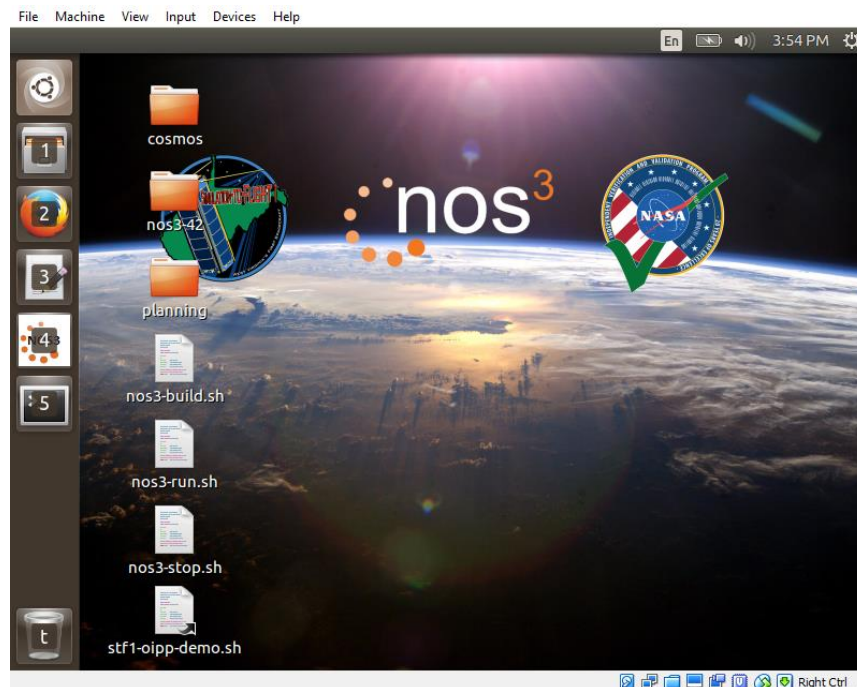 File Machine View Input Devices Help
En 3:54 PM
1
2
3
4
5
t
cosmos
nos3-42
planning
nos3-build.sh
nos3-run.sh
nos3-stop.sh
stf1-oipp-demo.sh
nos3
NASA
Right Ctrl